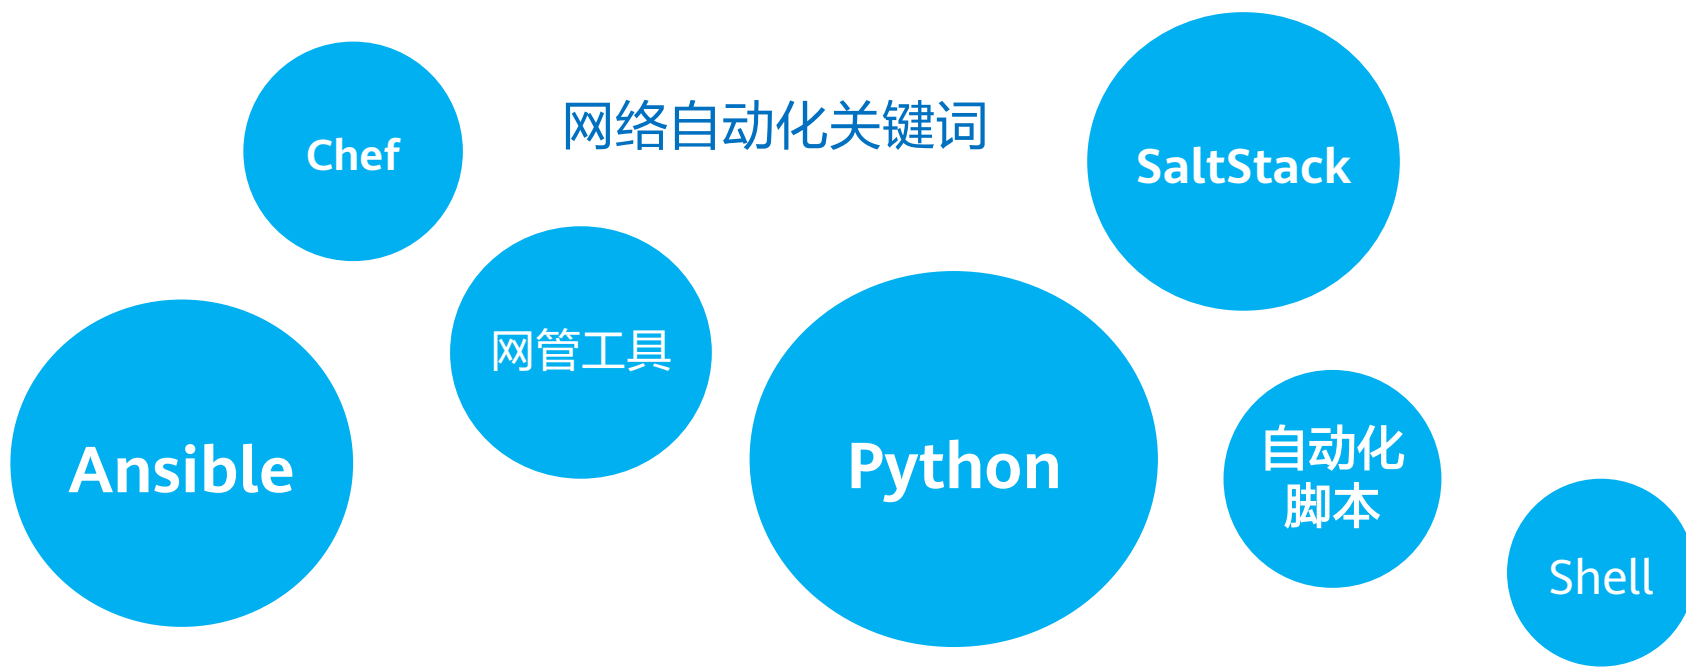 网络自动化关键词
Chef
SaltStack
网管工具
Ansible
Python
自动化
脚本
Shell